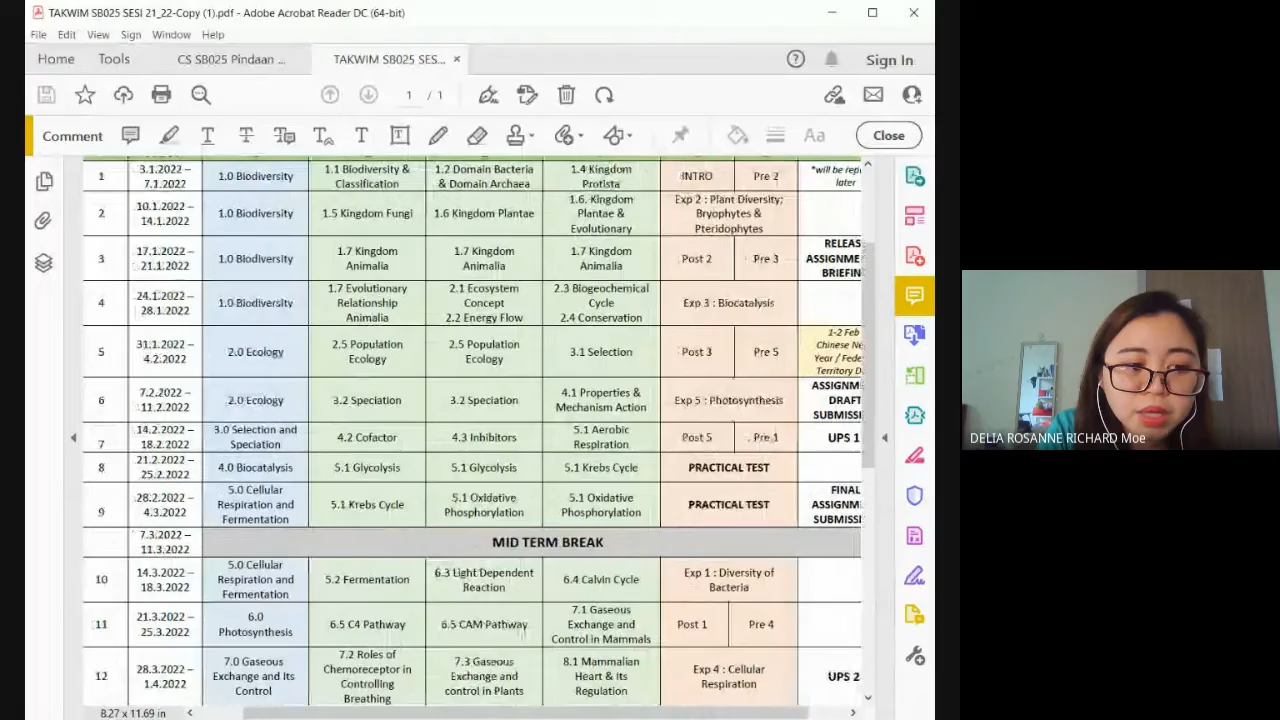 TAKWIM SB025 SESI 21_22-Copy (1).pdf - Adobe Acrobat Reader DC (64-bit)
File Edit View Sign Window Help
Home Tools CS SB025 Pindaan ... TAKWIM SB025 SES... ×
Sign In
1 / 1
Comment
Close
1 3.1.2022 – 7.1.2022 1.0 Biodiversity 1.1 Biodiversity & Classification 1.2 Domain Bacteria & Domain Archaea 1.4 Kingdom Protista INTRO Pre 2 *will be later
2 10.1.2022 – 14.1.2022 1.0 Biodiversity 1.5 Kingdom Fungi 1.6 Kingdom Plantae 1.6. Kingdom Plantae & Evolutionary Exp 2 : Plant Diversity; Bryophytes & Pteridophytes
3 17.1.2022 – 21.1.2022 1.0 Biodiversity 1.7 Kingdom Animalia 1.7 Kingdom Animalia 1.7 Kingdom Animalia Post 2 Pre 3 RELEAS ASSIGNME BRIEFIN
4 24.1.2022 – 28.1.2022 1.0 Biodiversity 1.7 Evolutionary Relationship Animalia 2.1 Ecosystem Concept 2.2 Energy Flow 2.3 Biogeochemical Cycle 2.4 Conservation Exp 3 : Biocatalysis
5 31.1.2022 – 4.2.2022 2.0 Ecology 2.5 Population Ecology 2.5 Population Ecology 3.1 Selection Post 3 Pre 5 1-2 Feb Chinese Ne Year / Fede Territory D
6 7.2.2022 – 11.2.2022 2.0 Ecology 3.2 Speciation 3.2 Speciation 4.1 Properties & Mechanism Action Exp 5 : Photosynthesis ASSIGNM DRAFT SUBMISS
7 14.2.2022 – 18.2.2022 3.0 Selection and Speciation 4.2 Cofactor 4.3 Inhibitors 5.1 Aerobic Respiration Post 5 Pre 1 UPS 1
8 21.2.2022 – 25.2.2022 4.0 Biocatalysis 5.1 Glycolysis 5.1 Glycolysis 5.1 Krebs Cycle PRACTICAL TEST
9 28.2.2022 – 4.3.2022 5.0 Cellular Respiration and Fermentation 5.1 Krebs Cycle 5.1 Oxidative Phosphorylation 5.1 Oxidative Phosphorylation PRACTICAL TEST FINAL ASSIGNM SUBMISS
7.3.2022 – 11.3.2022 MID TERM BREAK
10 14.3.2022 – 18.3.2022 5.0 Cellular Respiration and Fermentation 5.2 Fermentation 6.3 Light Dependent Reaction 6.4 Calvin Cycle Exp 1 : Diversity of Bacteria
11 21.3.2022 – 25.3.2022 6.0 Photosynthesis 6.5 C4 Pathway 6.5 CAM Pathway 7.1 Gaseous Exchange and Control in Mammals Post 1 Pre 4
12 28.3.2022 – 1.4.2022 7.0 Gaseous Exchange and Its Control 7.2 Roles of Chemoreceptor in Controlling Breathing 7.3 Gaseous Exchange and control in Plants 8.1 Mammalian Heart & Its Regulation Exp 4 : Cellular Respiration UPS 2
8.27 x 11.69 in
DELIA ROSANNE RICHARD Moe